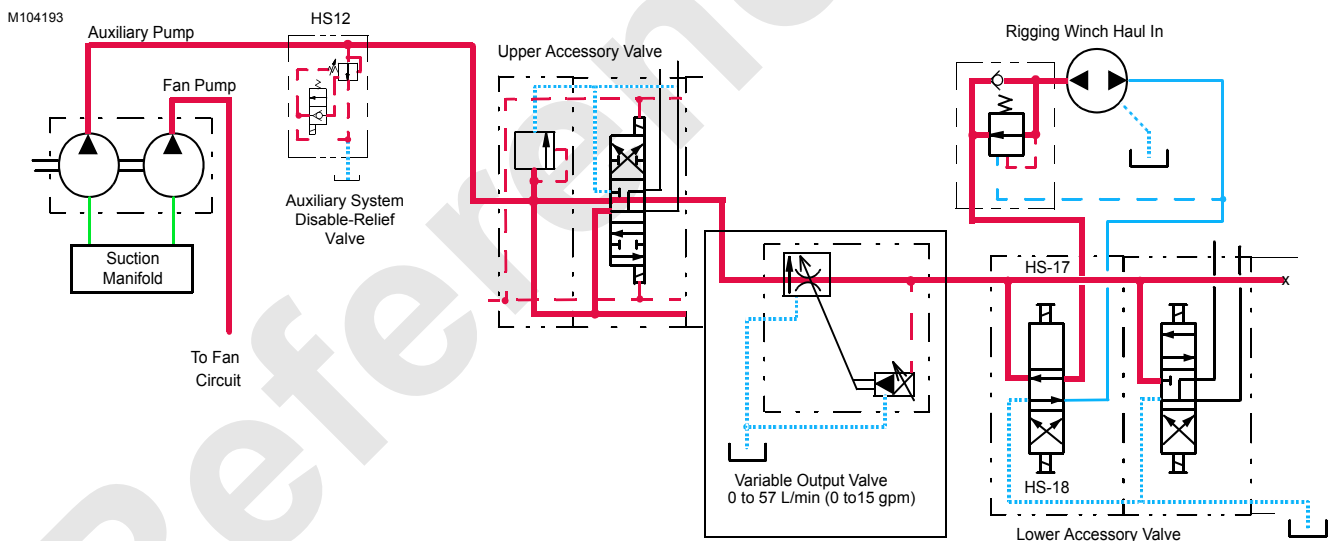 M104193
HS12
Auxiliary Pump
Fan Pump
Upper Accessory Valve
Rigging Winch Haul In
Auxiliary System
Disable-Relief
Valve
Suction
Manifold
To Fan
Circuit
HS-17
x
Variable Output Valve
0 to 57 L/min (0 to15 gpm)
HS-18
Lower Accessory Valve
Reference